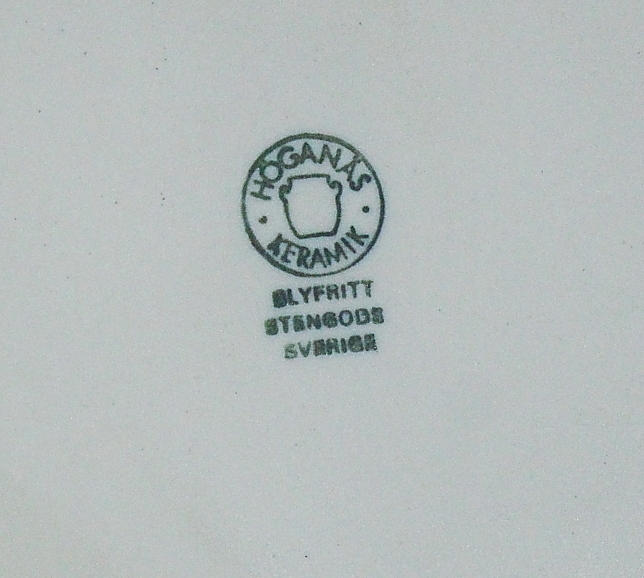 HÖGANÄS
KERAMIK
BLYFRITT
STENGODS
SVERIGE